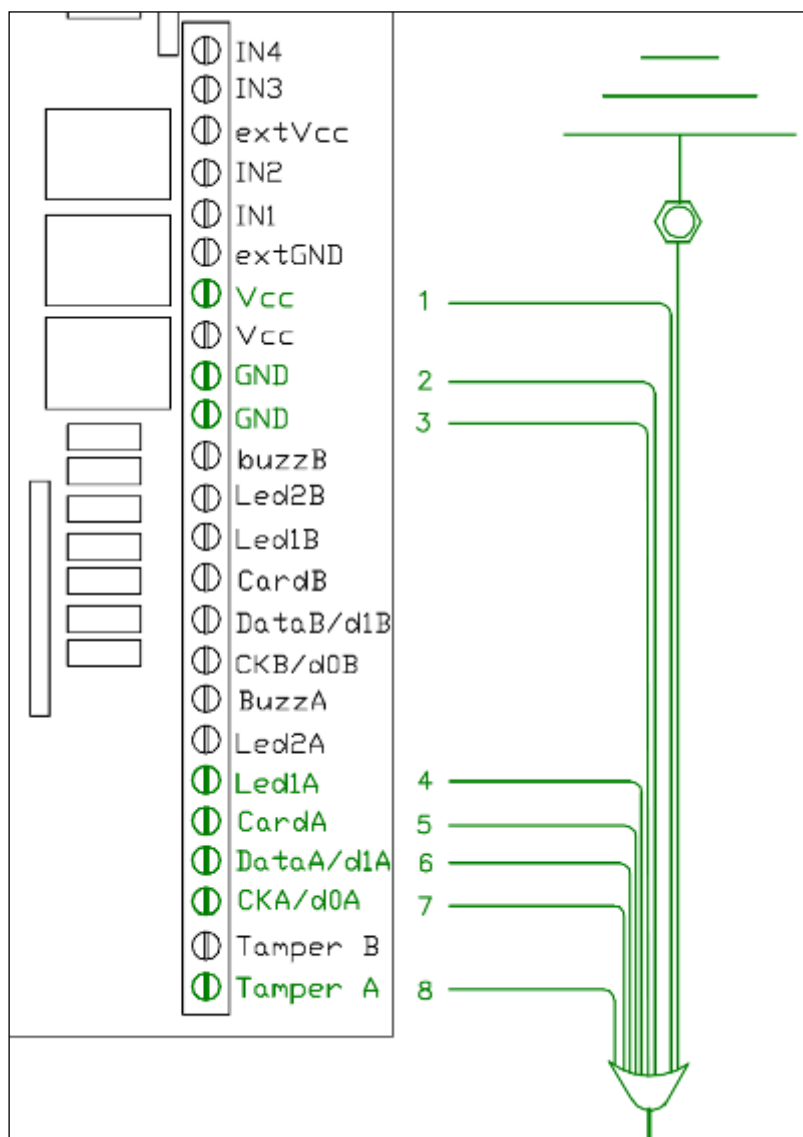 IN4
IN3
extVcc
IN2
IN1
extGND
Vcc 1
Vcc
GND 2
GND 3
buzzB
Led2B
Led1B
CardB
DataB/d1B
CKB/d0B
BuzzA
Led2A
Led1A 4
CardA 5
DataA/d1A 6
CKA/d0A 7
Tamper B
Tamper A 8